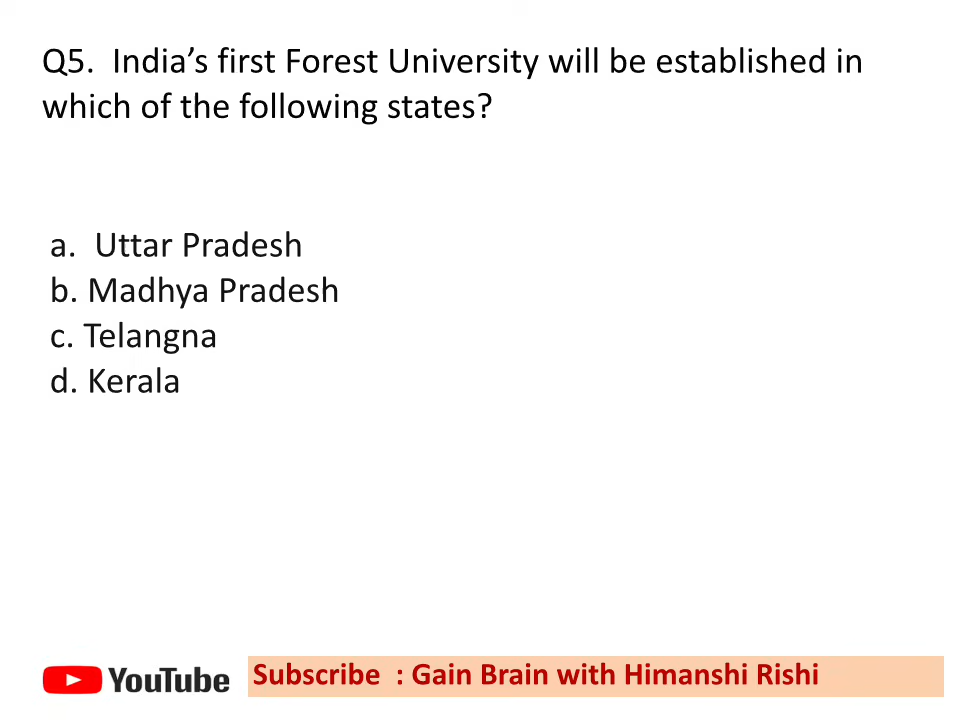 Q5.  India’s first Forest University will be established in
which of the following states?
a.  Uttar Pradesh
b. Madhya Pradesh
c. Telangna
d. Kerala
YouTube
Subscribe  : Gain Brain with Himanshi Rishi